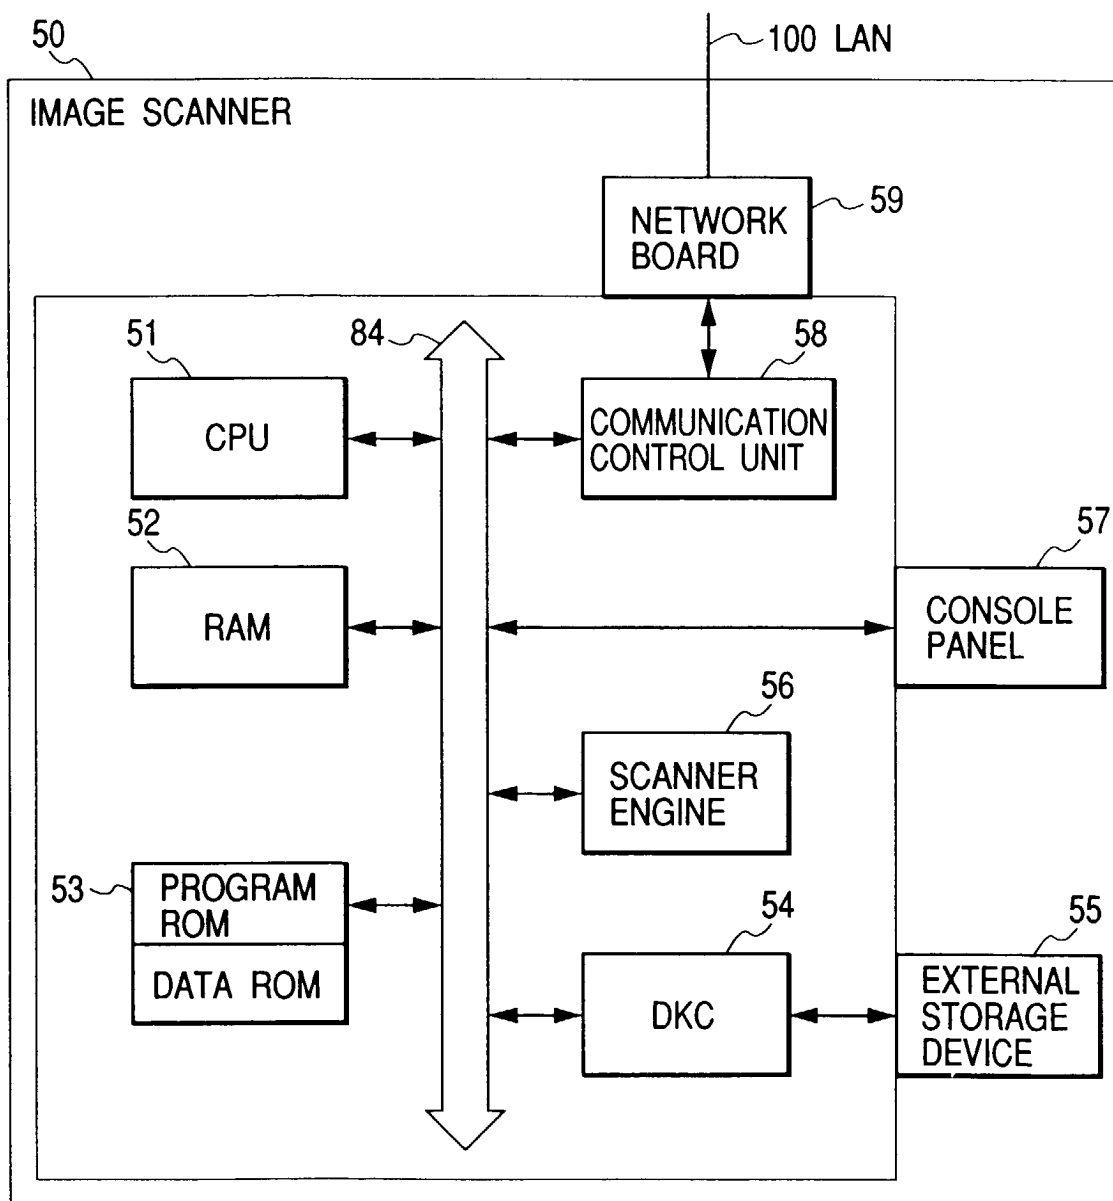 50
100 LAN
IMAGE SCANNER
NETWORK
BOARD
59
51
84
58
CPU
COMMUNICATION
CONTROL UNIT
52
57
RAM
CONSOLE
PANEL
56
SCANNER
ENGINE
53
PROGRAM
ROM
DATA ROM
54
55
DKC
EXTERNAL
STORAGE
DEVICE